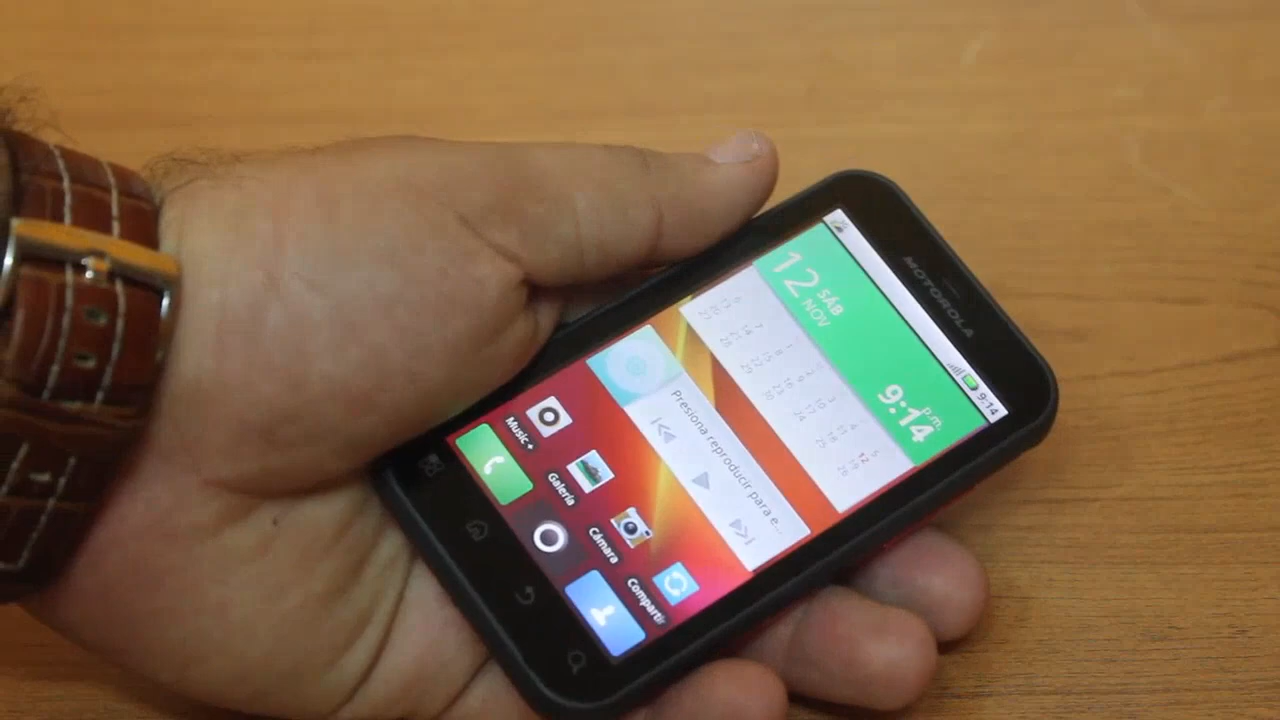 MOTOROLA
9:14
12 SÁB
NOV
9:14 p.m.
Presiona reproducir para e...
Music+
Galería
Cámara
Compartir